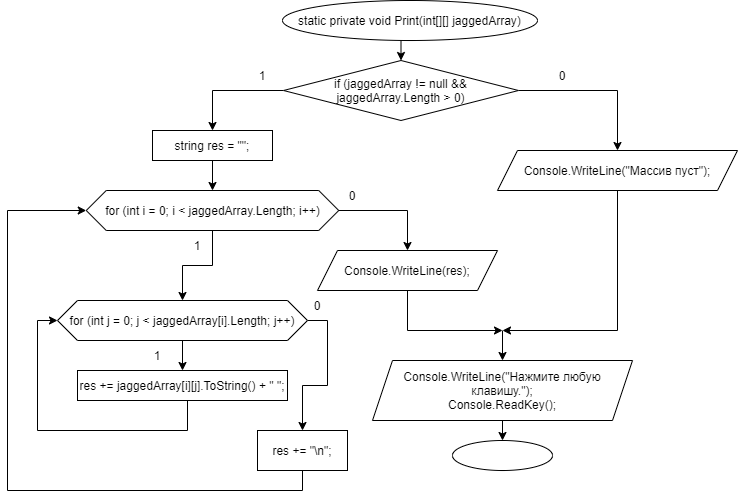 static private void Print(int[][] jaggedArray)
1
0
if (jaggedArray != null &&
jaggedArray.Length > 0)
string res = "";
Console.WriteLine("Массив пуст");
0
for (int i = 0; i < jaggedArray.Length; i++)
1
Console.WriteLine(res);
0
for (int j = 0; j < jaggedArray[i].Length; j++)
1
res += jaggedArray[i][j].ToString() + " ";
Console.WriteLine("Нажмите любую
клавишу.");
Console.ReadKey();
res += "\n";